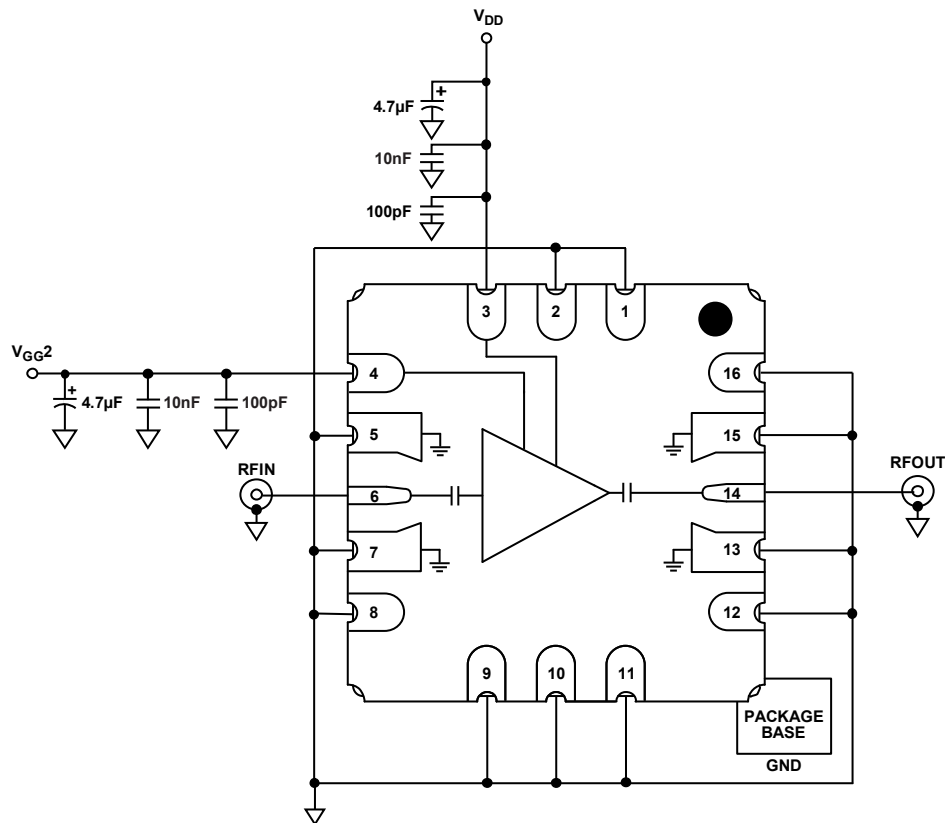 VDD
4.7µF
+
10nF
100pF
3
2
1
VGG2
4
16
+
4.7µF
10nF
100pF
5
15
RFIN
RFOUT
6
14
7
13
8
12
9
10
11
PACKAGE
BASE
GND